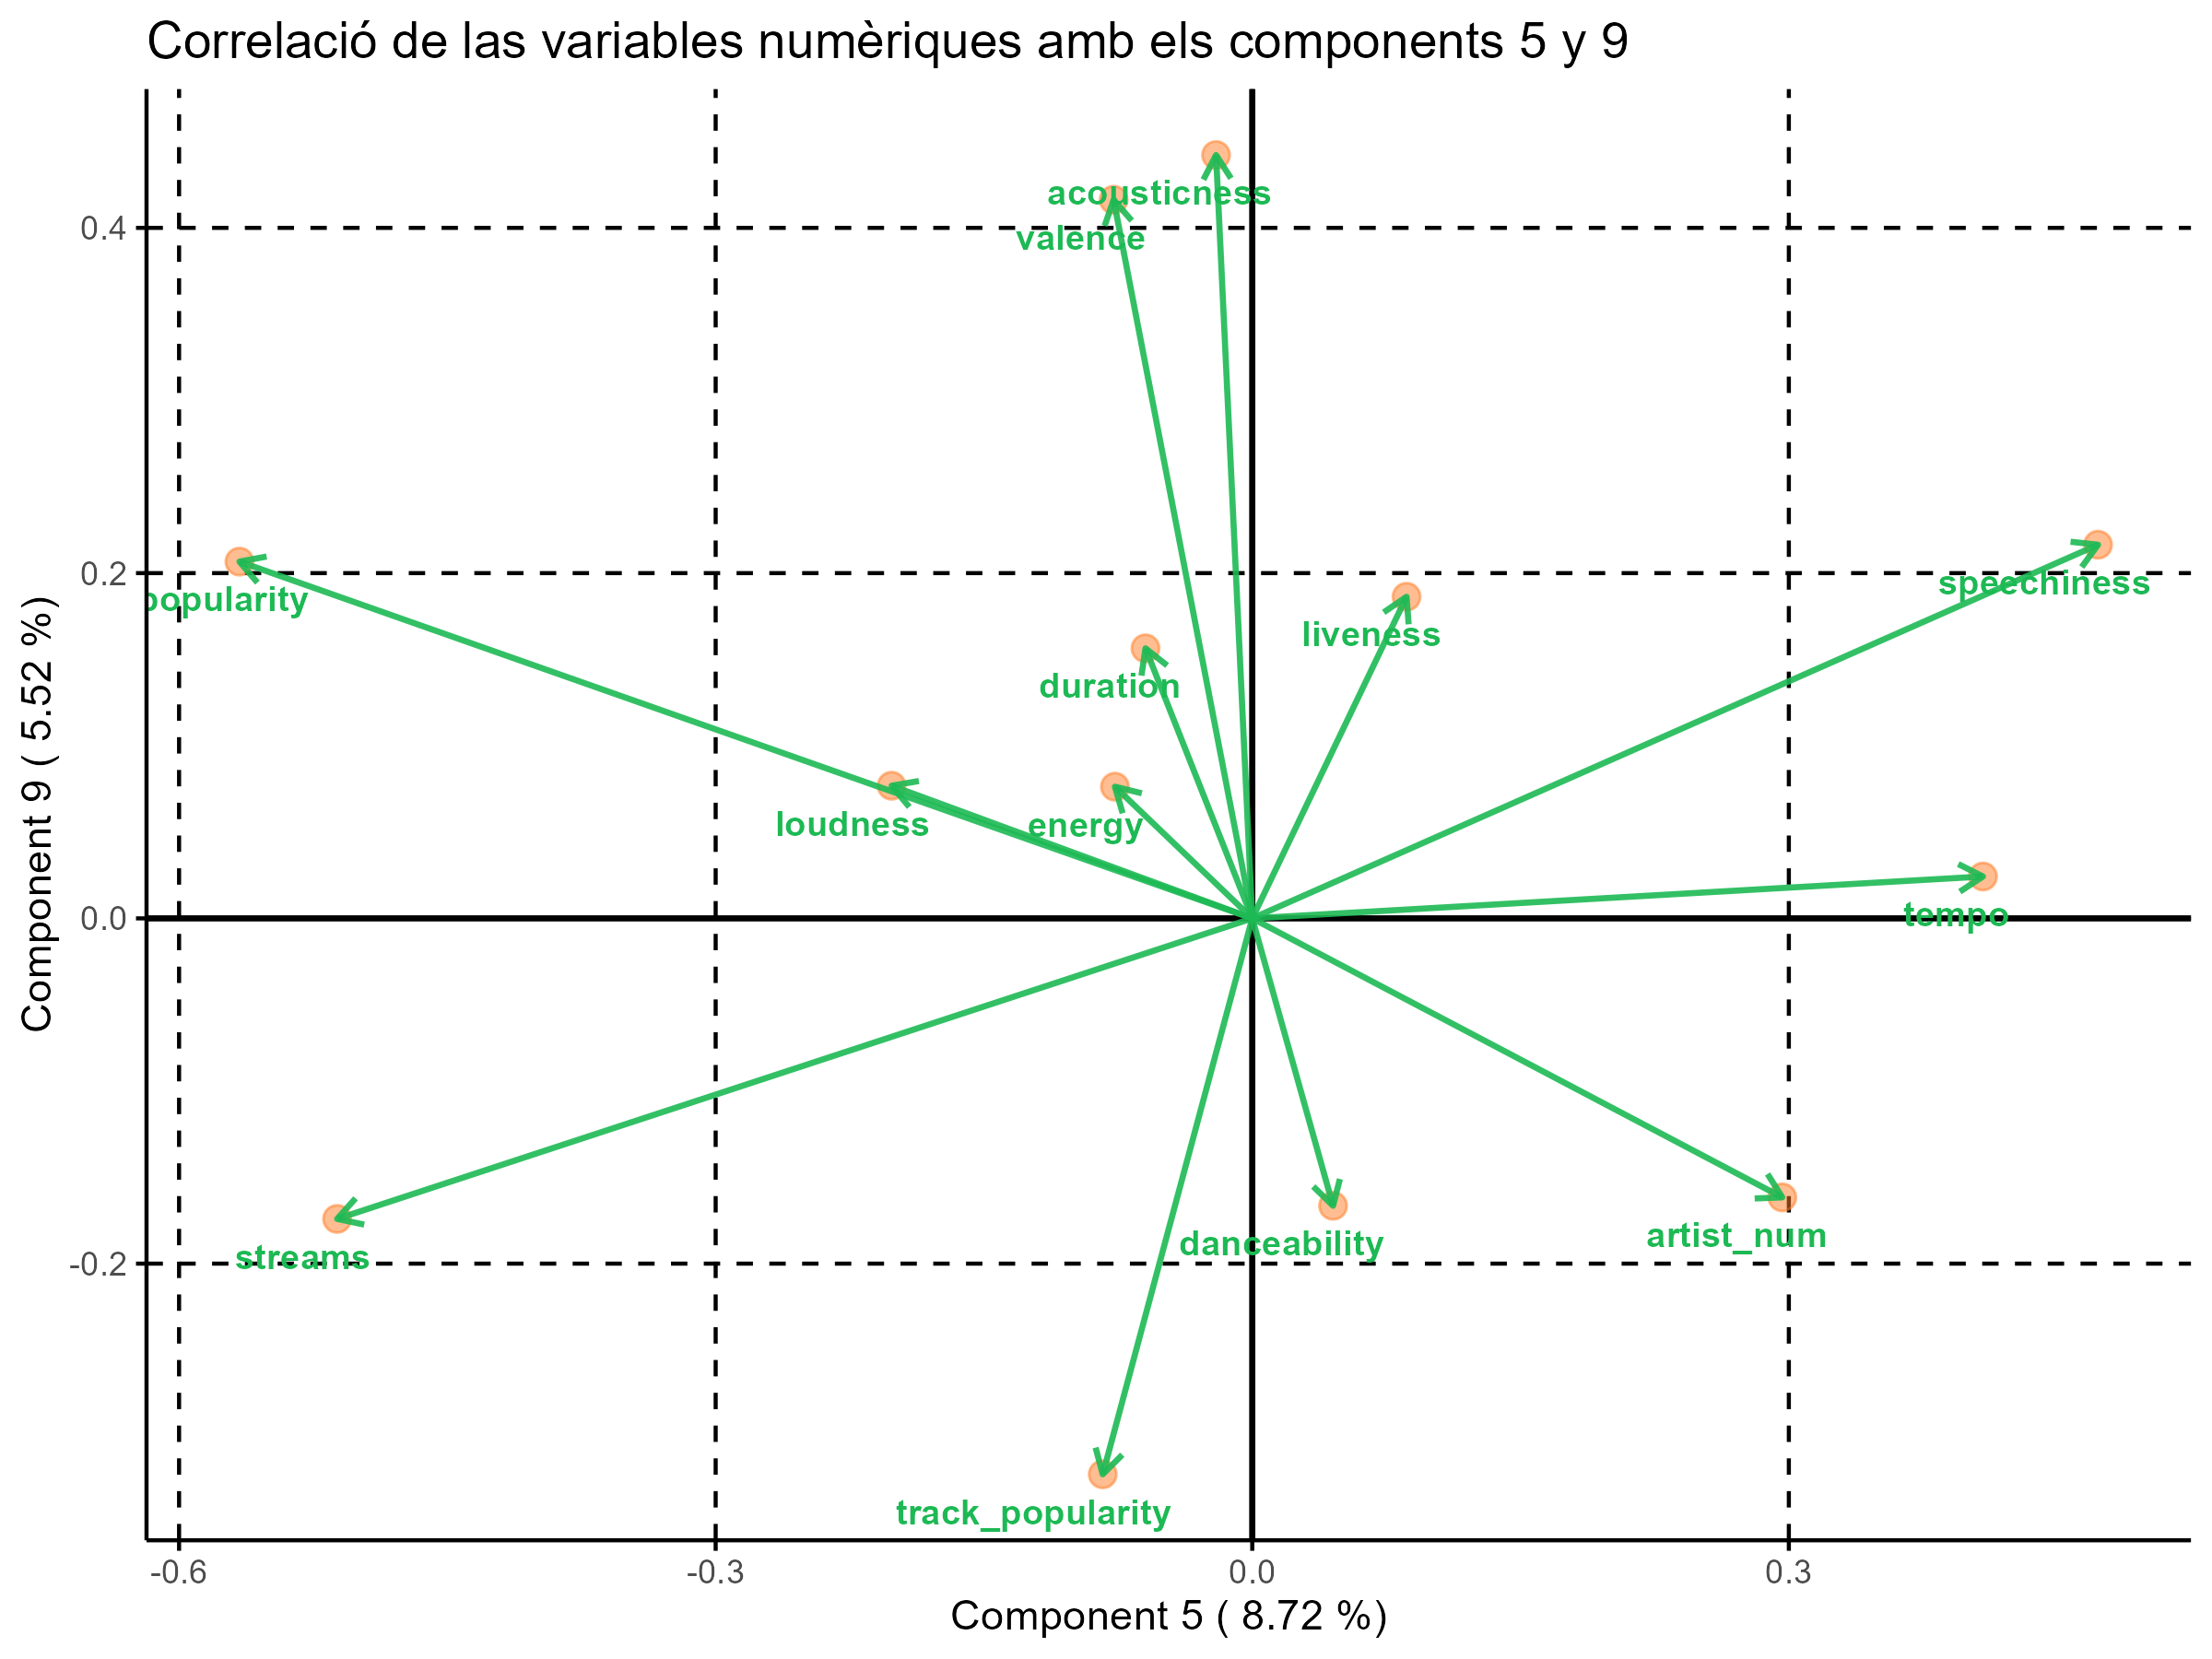 Correlació de las variables numèriques amb els components 5 y 9
acousticness
valence
0.4
speechiness
0.2
popularity
liveness
duration
loudness
energy
tempo
0.0
Component 9 ( 5.52 %)
artist_num
danceability
streams
-0.2
track_popularity
-0.6
-0.3
0.0
0.3
Component 5 ( 8.72 %)